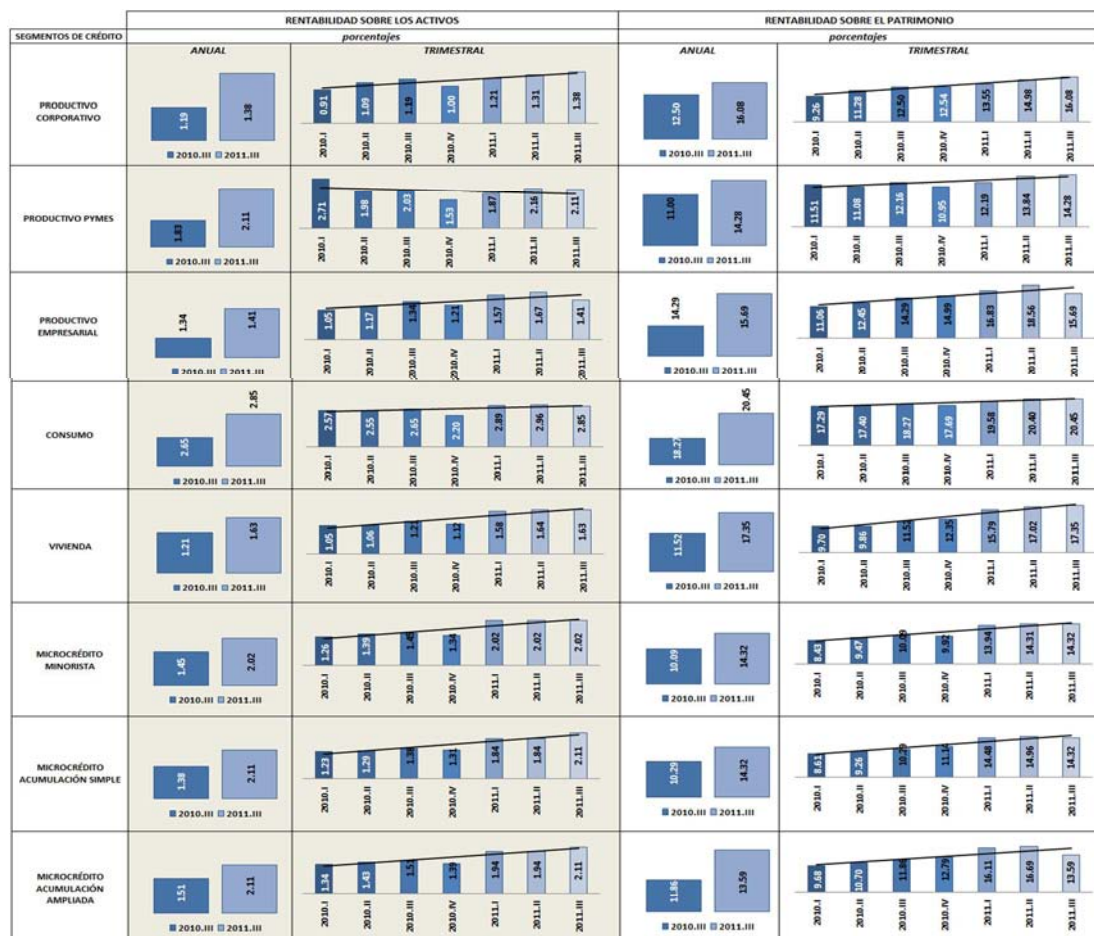 RENTABILIDAD SOBRE LOS ACTIVOS RENTABILIDAD SOBRE EL PATRIMONIO
SEGMENTOS DE CRÉDITO porcentajes porcentajes
ANUAL TRIMESTRAL ANUAL TRIMESTRAL
PRODUCTIVO
CORPORATIVO
1.19 1.38
2010.III 2011.III
0.91 1.09 1.19 1.00 1.21 1.31 1.38
2010.I 2010.II 2010.III 2010.IV 2011.I 2011.II 2011.III
12.50 16.08
2010.III 2011.III
9.26 11.28 12.50 12.54 13.55 14.98 16.08
2010.I 2010.II 2010.III 2010.IV 2011.I 2011.II 2011.III
PRODUCTIVO PYMES
1.83 2.11
2010.III 2011.III
2.71 1.98 2.03 1.53 1.87 2.16 2.11
2010.I 2010.II 2010.III 2010.IV 2011.I 2011.II 2011.III
11.00 14.28
2010.III 2011.III
11.51 11.08 12.16 10.95 12.19 13.84 14.28
2010.I 2010.II 2010.III 2010.IV 2011.I 2011.II 2011.III
PRODUCTIVO
EMPRESARIAL
1.34 1.41
2010.III 2011.III
1.05 1.17 1.34 1.21 1.57 1.67 1.41
2010.I 2010.II 2010.III 2010.IV 2011.I 2011.II 2011.III
14.29 15.69
2010.III 2011.III
11.06 12.45 14.29 14.99 16.83 18.56 15.69
2010.I 2010.II 2010.III 2010.IV 2011.I 2011.II 2011.III
CONSUMO
2.65 2.85
2010.III 2011.III
2.57 2.55 2.65 2.20 2.89 2.96 2.85
2010.I 2010.II 2010.III 2010.IV 2011.I 2011.II 2011.III
18.27 20.45
2010.III 2011.III
17.29 17.40 18.27 17.69 19.58 20.40 20.45
2010.I 2010.II 2010.III 2010.IV 2011.I 2011.II 2011.III
VIVIENDA
1.21 1.63
2010.III 2011.III
1.05 1.06 1.21 1.12 1.58 1.64 1.63
2010.I 2010.II 2010.III 2010.IV 2011.I 2011.II 2011.III
11.52 17.35
2010.III 2011.III
9.70 9.86 11.52 12.35 15.79 17.02 17.35
2010.I 2010.II 2010.III 2010.IV 2011.I 2011.II 2011.III
MICROCRÉDITO
MINORISTA
1.45 2.02
2010.III 2011.III
1.26 1.39 1.45 1.34 2.02 2.02 2.02
2010.I 2010.II 2010.III 2010.IV 2011.I 2011.II 2011.III
10.09 14.32
2010.III 2011.III
8.43 9.47 10.09 9.92 13.94 14.31 14.32
2010.I 2010.II 2010.III 2010.IV 2011.I 2011.II 2011.III
MICROCRÉDITO
ACUMULACIÓN SIMPLE
1.38 2.11
2010.III 2011.III
1.23 1.29 1.38 1.31 1.84 1.84 2.11
2010.I 2010.II 2010.III 2010.IV 2011.I 2011.II 2011.III
10.29 14.32
2010.III 2011.III
8.61 9.26 10.29 11.14 14.48 14.96 14.32
2010.I 2010.II 2010.III 2010.IV 2011.I 2011.II 2011.III
MICROCRÉDITO
ACUMULACIÓN
AMPLIADA
1.51 2.11
2010.III 2011.III
1.34 1.43 1.51 1.39 1.94 1.94 2.11
2010.I 2010.II 2010.III 2010.IV 2011.I 2011.II 2011.III
11.86 13.59
2010.III 2011.III
9.68 10.70 11.86 12.79 16.11 16.69 13.59
2010.I 2010.II 2010.III 2010.IV 2011.I 2011.II 2011.III